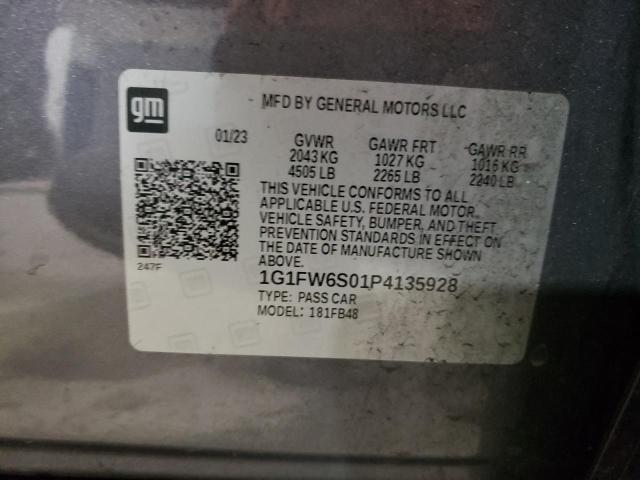 gm
MFD BY GENERAL MOTORS LLC
01/23 GVWR GAWR FRT GAWR RR
2043 KG 1027 KG 1016 KG
4505 LB 2265 LB 2240 LB
THIS VEHICLE CONFORMS TO ALL
APPLICABLE U.S. FEDERAL MOTOR
VEHICLE SAFETY, BUMPER, AND THEFT
PREVENTION STANDARDS IN EFFECT ON
THE DATE OF MANUFACTURE SHOWN
ABOVE.
247F
1G1FW6S01P4135928
TYPE: PASS CAR
MODEL: 181FB48